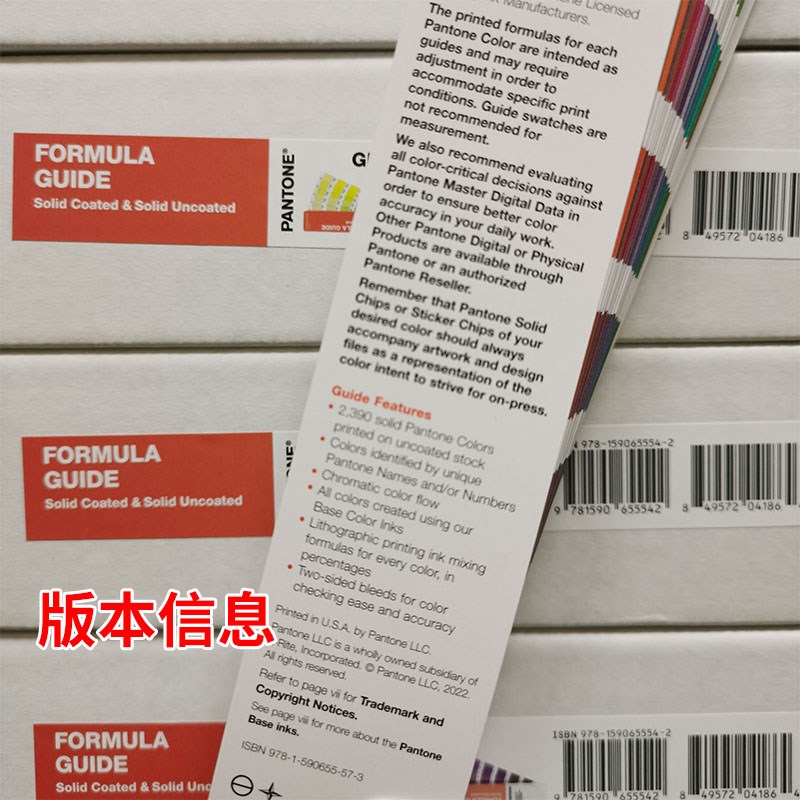 Licensed
Manufacturers.
The printed formulas for each
Pantone Color are intended as
guides and may require
adjustment in order to
accommodate specific print
conditions. Guide swatches are
not recommended for
measurement.
We also recommend evaluating
all color-critical decisions against
Pantone Master Digital Data in
order to ensure better color
accuracy in your daily work.
Other Pantone Digital or Physical
Products are available through
Pantone or an authorized
Pantone Reseller.
Remember that Pantone Solid
Chips or Sticker Chips of your
desired color should always
accompany artwork and design
files as a representation of the
color intent to strive for on-press.
Guide Features
• 2,390 solid Pantone Colors
printed on uncoated stock
• Colors identified by unique
Pantone Names and/or Numbers
• Chromatic color flow
• All colors created using our
Base Color Inks
• Lithographic printing ink mixing
formulas for every color, in
percentages
• Two-sided bleeds for color
checking ease and accuracy
Printed in U.S.A. by Pantone LLC.
Pantone LLC is a wholly owned subsidiary of
-Rite, Incorporated. © Pantone LLC, 2022.
All rights reserved.
Refer to page vii for Trademark and
Copyright Notices.
See page viii for more about the Pantone
Base inks.
ISBN 978-1-590655-57-3
FORMULA
GUIDE
Solid Coated & Solid Uncoated
PANTONE®
8 49572 04186
FORMULA
GUIDE
Solid Coated & Solid Uncoated
N 978-159065554-2
9 781590 655542
8 49572 04186
版本信息
FORMULA
GUIDE
Solid Coated & Solid Unc
ISBN 978-159065554-2
9 781590 655542
8 49572 04186